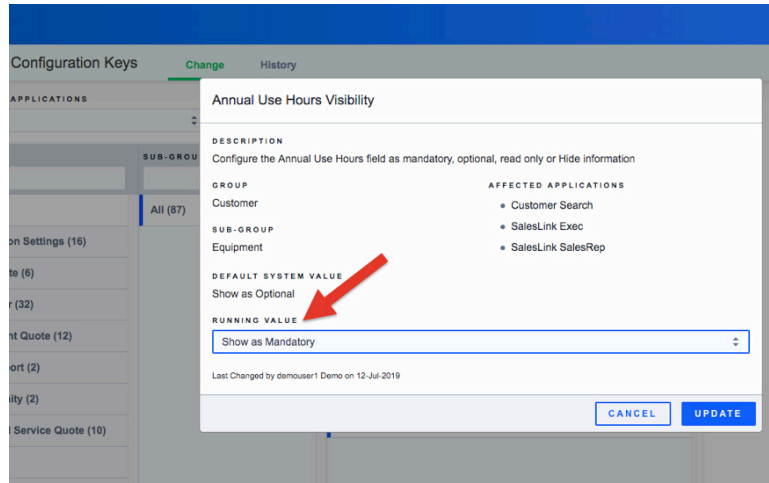 Configuration Keys
Change
History
APPLICATIONS
SUB-GROU
All (87)
on Settings (16)
te (6)
r (32)
nt Quote (12)
ort (2)
ity (2)
l Service Quote (10)
Annual Use Hours Visibility
DESCRIPTION
Configure the Annual Use Hours field as mandatory, optional, read only or Hide information
GROUP
Customer
SUB-GROUP
Equipment
AFFECTED APPLICATIONS
Customer Search
SalesLink Exec
SalesLink SalesRep
DEFAULT SYSTEM VALUE
Show as Optional
RUNNING VALUE
Show as Mandatory
Last Changed by demouser1 Demo on 12-Jul-2019
CANCEL
UPDATE